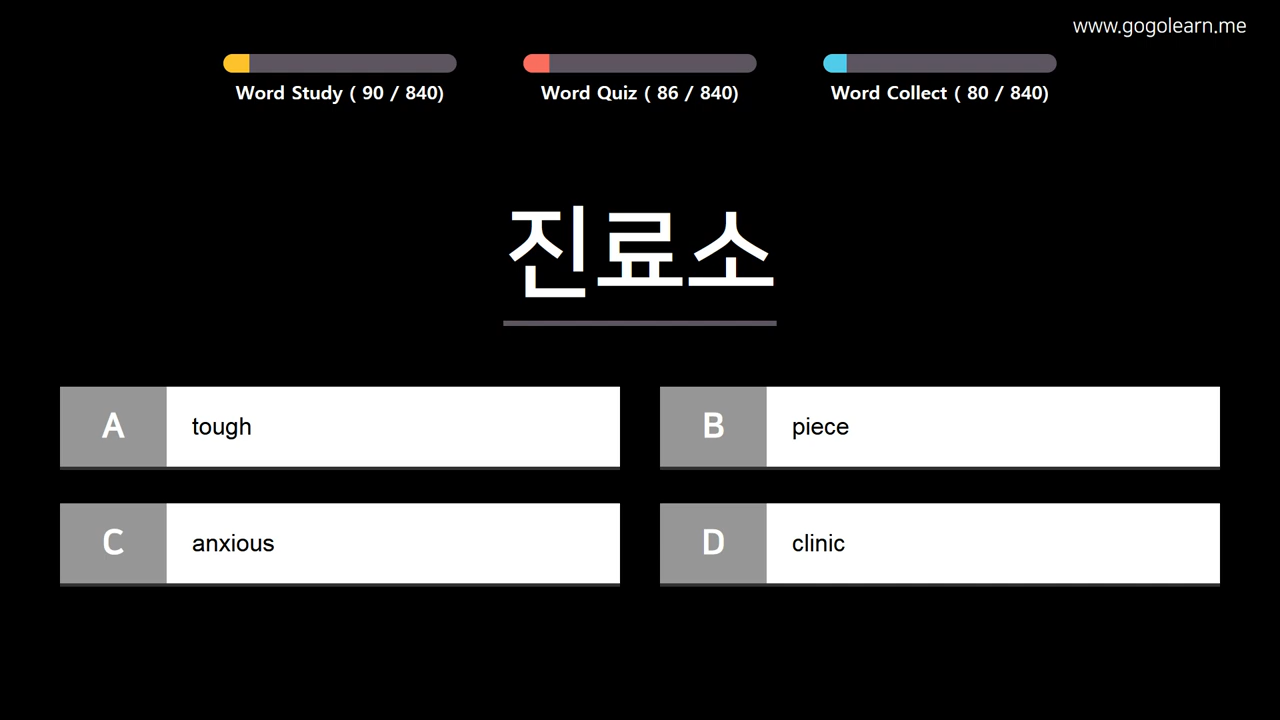 www.gogolearn.me
Word Study ( 90 / 840)
Word Quiz ( 86 / 840)
Word Collect ( 80 / 840)
진료소
A
tough
B
piece
C
anxious
D
clinic